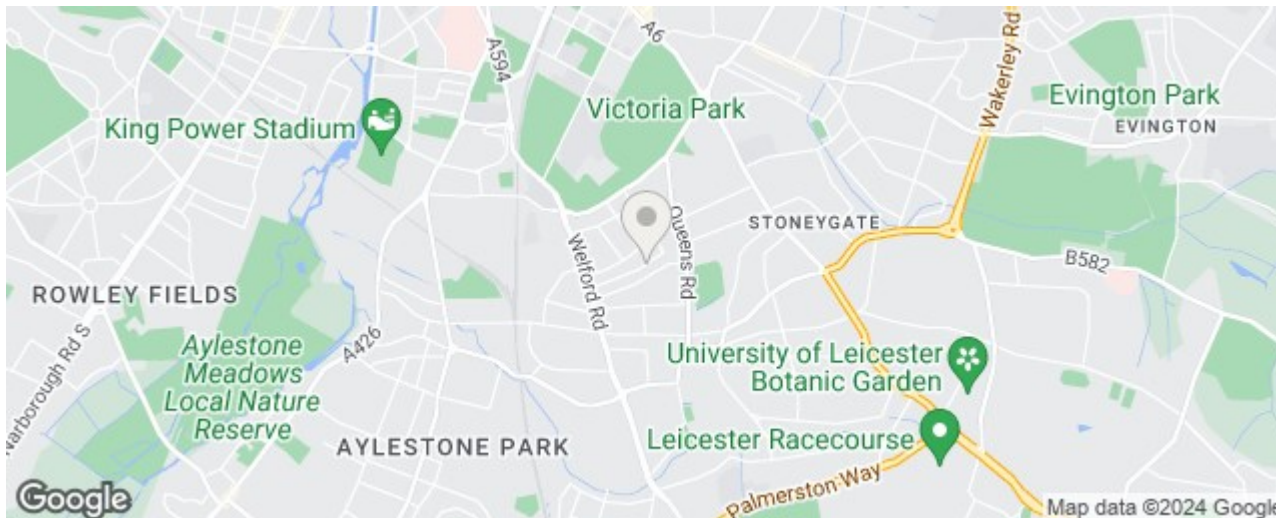 A6
A594
Wakerley Rd
Victoria Park
Evington Park
EVINGTON
King Power Stadium
STONEYGATE
Queens Rd
Welford Rd
B582
ROWLEY FIELDS
Narborough Rd S
A426
Aylestone
Meadows
Local Nature
Reserve
University of Leicester
Botanic Garden
AYLESTONE PARK
Leicester Racecourse
Palmerston Way
Google
Map data ©2024 Google